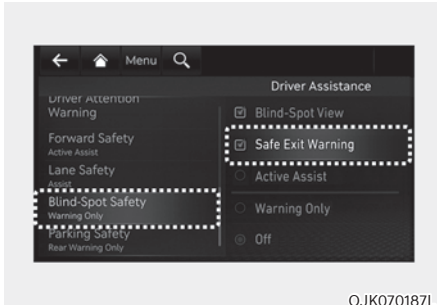 Menu
Driver Assistance
Driver Attention
Warning
Forward Safety
Active Assist
Lane Safety
Assist
Blind-Spot Safety
Warning Only
Parking Safety
Rear Warning Only
Blind-Spot View
Safe Exit Warning
Active Assist
Warning Only
Off
OJK070187L